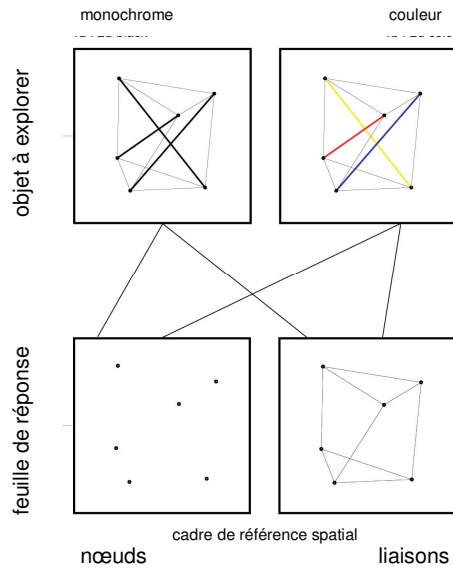 monochrome
couleur
objet à explorer
feuille de réponse
cadre de référence spatial
nœuds
liaisons